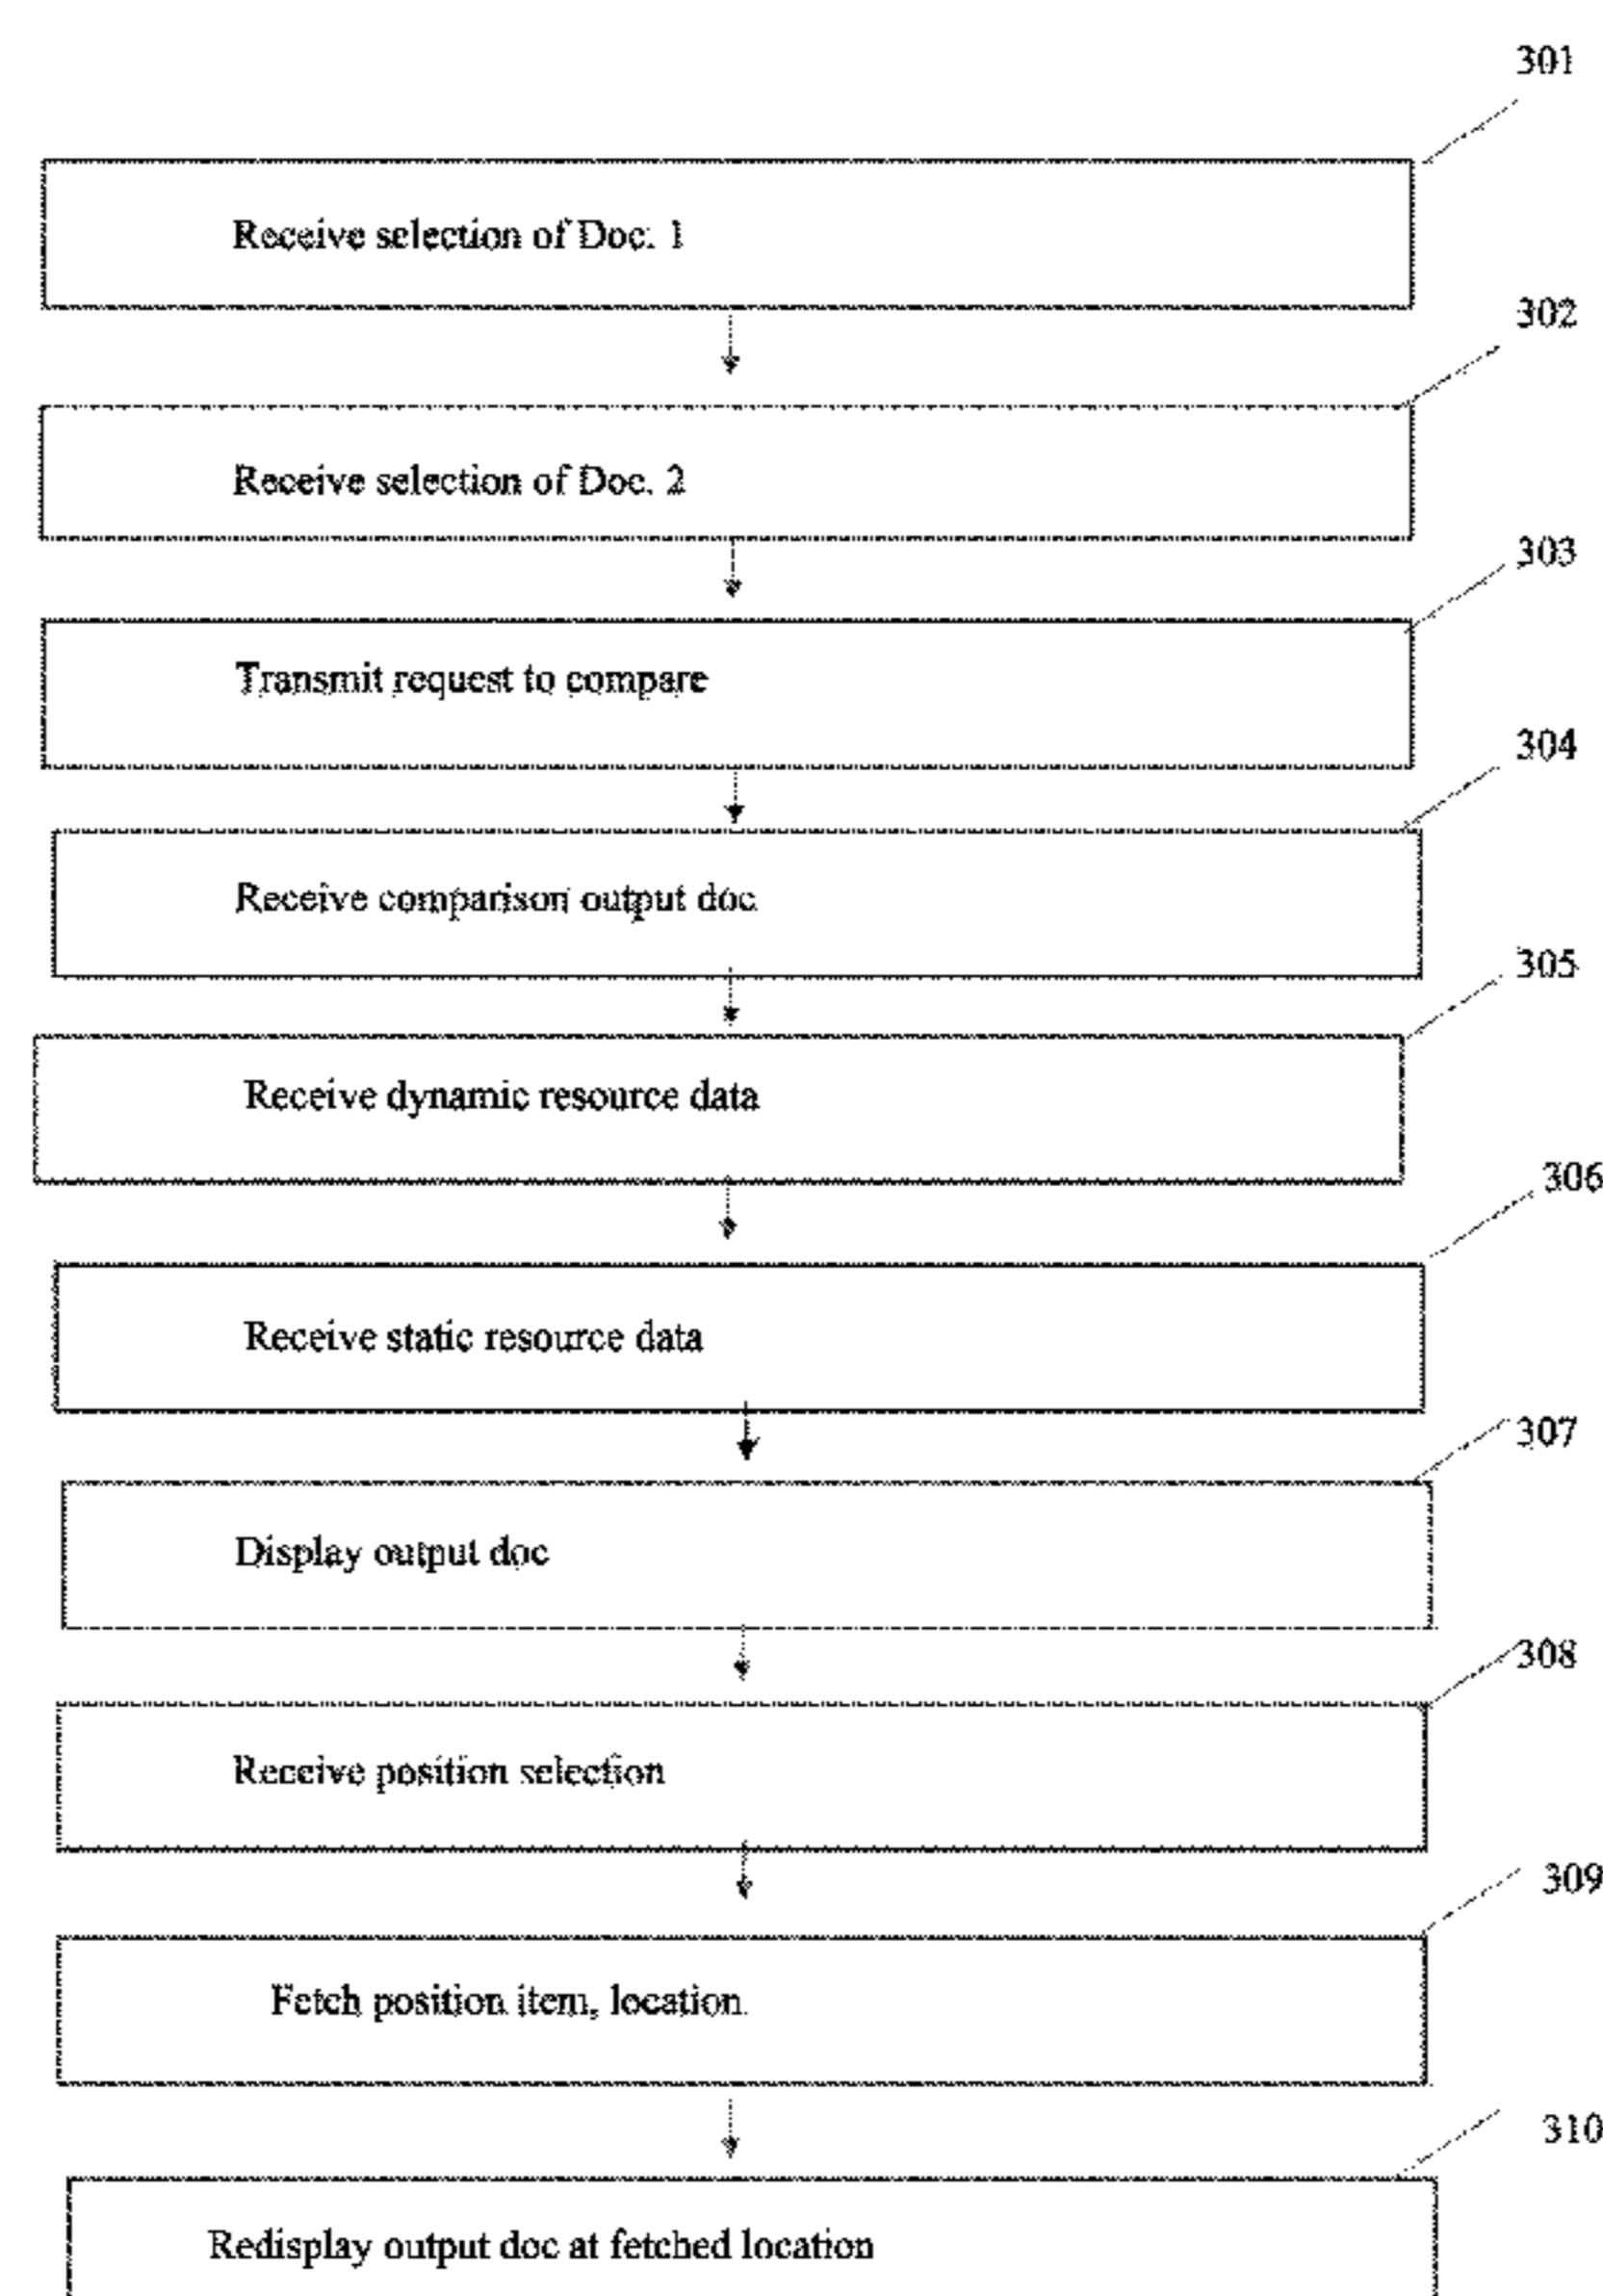 301
Receive selection of Doc. 1
302
Receive selection of Doc. 2
303
Transmit request to compare
304
Receive comparison output doc
305
Receive dynamic resource data
306
Receive static resource data
307
Display output doc
308
Receive position selection
309
Fetch position item, location
310
Redisplay output doc at fetched location